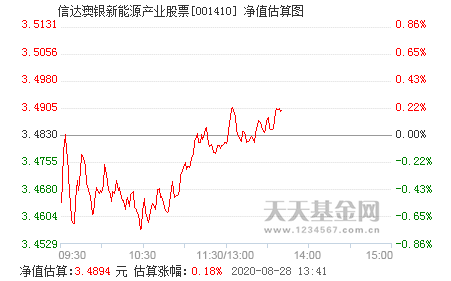 信达澳银新能源产业股票[001410] 净值估算图
3.5131 0.86%
3.5056 0.65%
3.4980 0.43%
3.4905 0.22%
3.4830 0.00%
3.4755 -0.22%
3.4680 -0.43%
3.4604 -0.65%
3.4529 -0.86%
天天基金网
www.1234567.com.cn
09:30 10:30 11:30/13:00 14:00 15:00
净值估算:3.4894 元 估算涨幅: 0.18% 2020-08-28 13:41